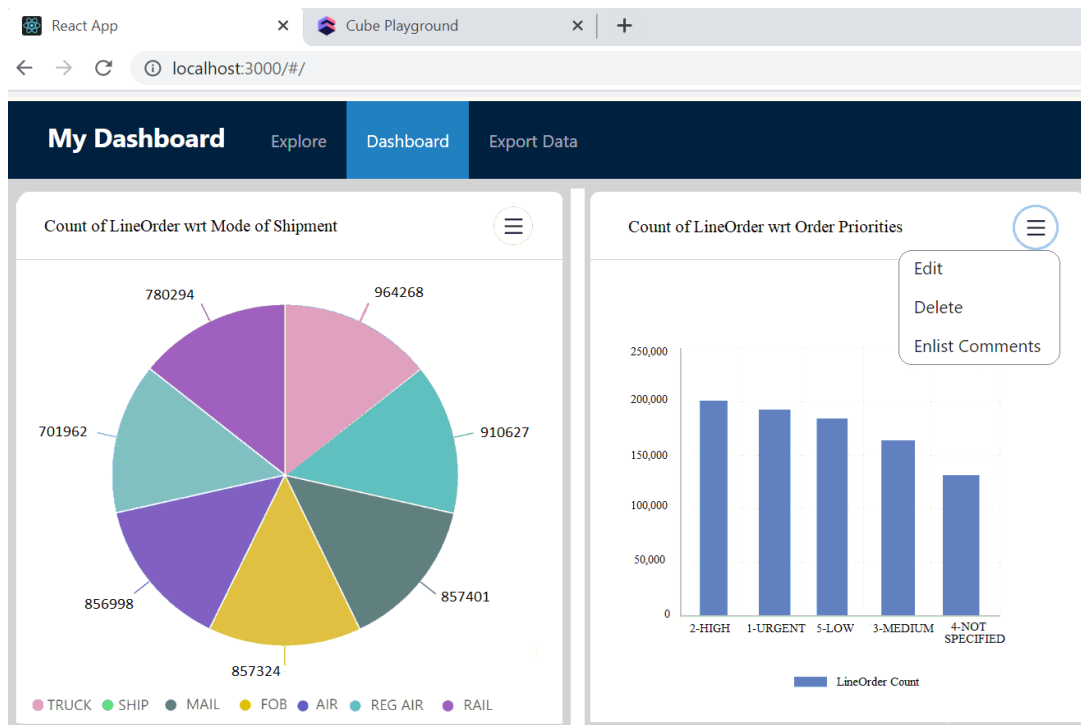 React App
Cube Playground
localhost:3000/#/
My Dashboard
Explore
Dashboard
Export Data
Count of LineOrder wrt Mode of Shipment
780294
964268
701962
910627
856998
857401
857324
TRUCK SHIP MAIL FOB AIR REG AIR RAIL
Count of LineOrder wrt Order Priorities
Edit
Delete
Enlist Comments
250,000
200,000
150,000
100,000
50,000
0
2-HIGH 1-URGENT 5-LOW 3-MEDIUM 4-NOT
SPECIFIED
LineOrder Count